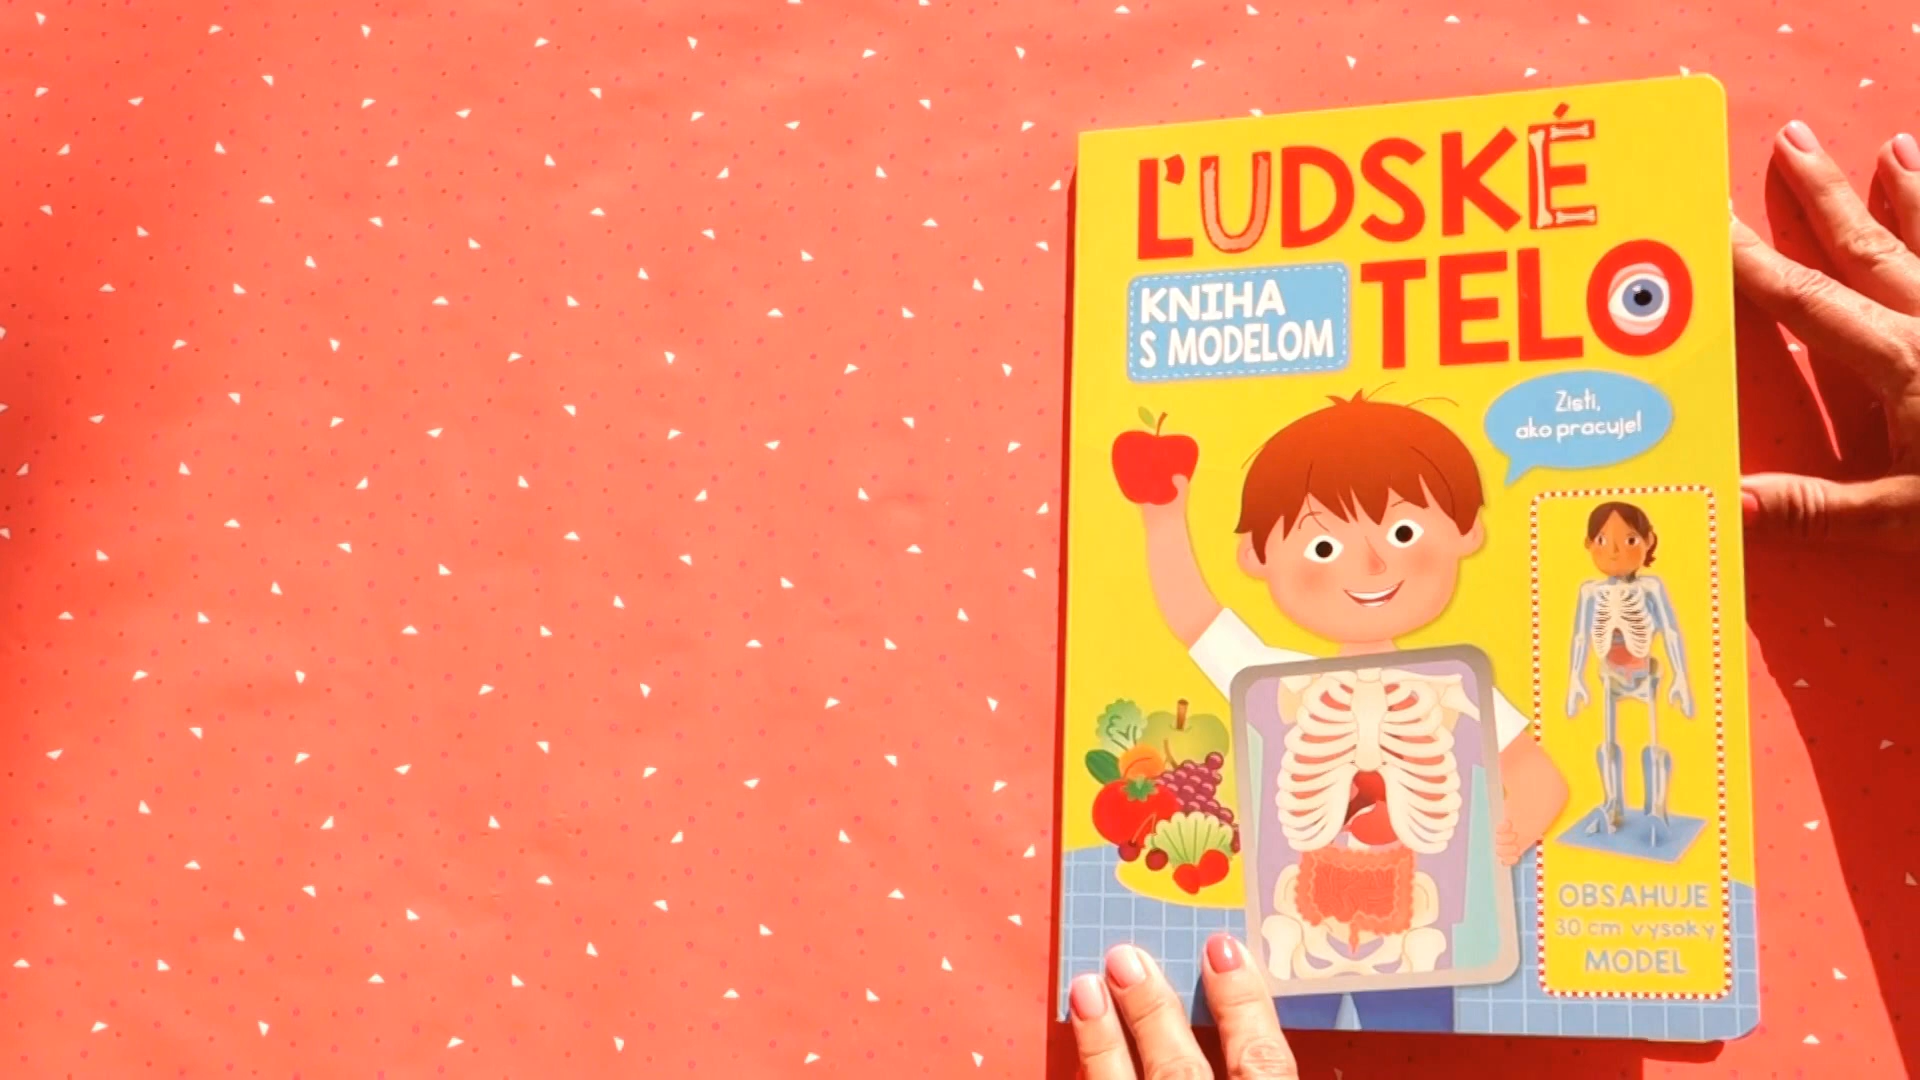 ĽUDSKÉ
TELO
KNIHA
S MODELOM
Zisti,
ako pracuje!
OBSAHUJE
30 cm vysoký
MODEL